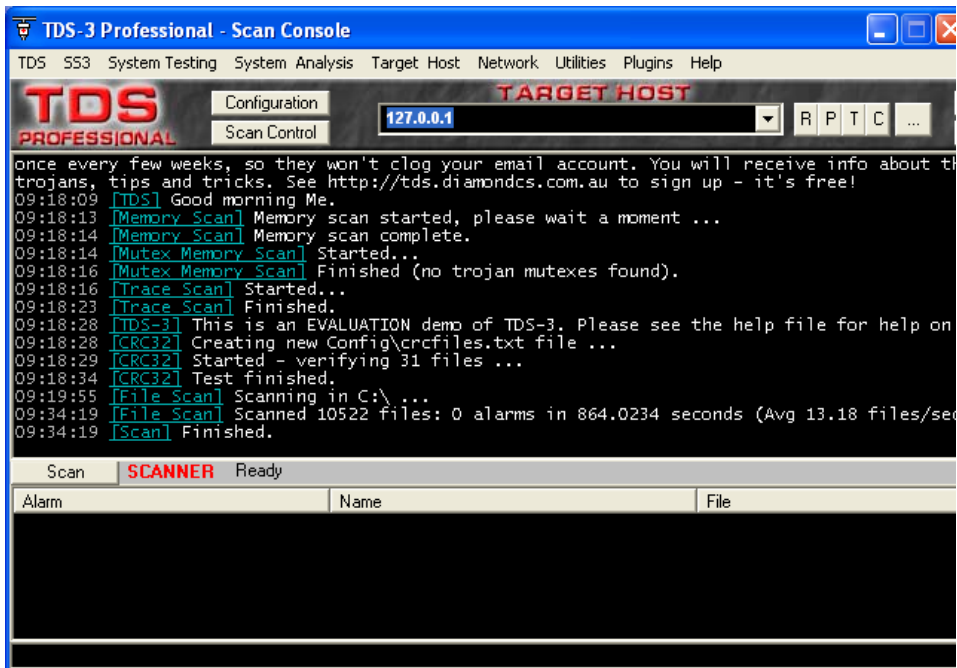 TDS-3 Professional - Scan Console
TDS SS3 System Testing System Analysis Target Host Network Utilities Plugins Help
TDS
PROFESSIONAL
Configuration
Scan Control
TARGET HOST
127.0.0.1
R P T C ...
once every few weeks, so they won't clog your email account. You will receive info about th
trojans, tips and tricks. See http://tds.diamondcs.com.au to sign up - it's free!
09:18:09 [TDS] Good morning Me.
09:18:13 [Memory Scan] Memory scan started, please wait a moment ...
09:18:14 [Memory Scan] Memory scan complete.
09:18:14 [Mutex Memory Scan] Started...
09:18:16 [Mutex Memory Scan] Finished (no trojan mutexes found).
09:18:16 [Trace Scan] Started...
09:18:23 [Trace Scan] Finished.
09:18:28 [TDS-3] This is an EVALUATION demo of TDS-3. Please see the help file for help on
09:18:28 [CRC32] Creating new Config\crcfiles.txt file ...
09:18:29 [CRC32] Started - verifying 31 files ...
09:18:34 [CRC32] Test finished.
09:19:55 [File Scan] Scanning in C:\ ...
09:34:19 [File Scan] Scanned 10522 files: 0 alarms in 864.0234 seconds (Avg 13.18 files/sec
09:34:19 [Scan] Finished.
Scan SCANNER Ready
Alarm Name File